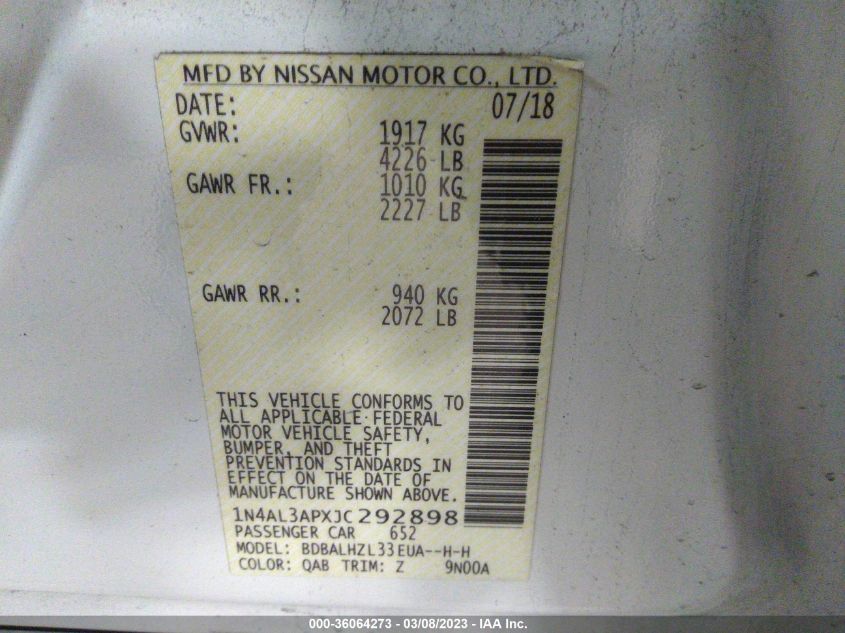 MFD BY NISSAN MOTOR CO., LTD.
DATE: 07/18
GVWR: 1917 KG
4226 LB
GAWR FR.: 1010 KG
2227 LB
GAWR RR.: 940 KG
2072 LB
THIS VEHICLE CONFORMS TO
ALL APPLICABLE FEDERAL
MOTOR VEHICLE SAFETY,
BUMPER, AND THEFT
PREVENTION STANDARDS IN
EFFECT ON THE DATE OF
MANUFACTURE SHOWN ABOVE.
1N4AL3APXJC292898
PASSENGER CAR 652
MODEL: BDBALHZL33EUA--H-H
COLOR: QAB TRIM: Z 9N00A
000-36064273 - 03/08/2023 - IAA Inc.